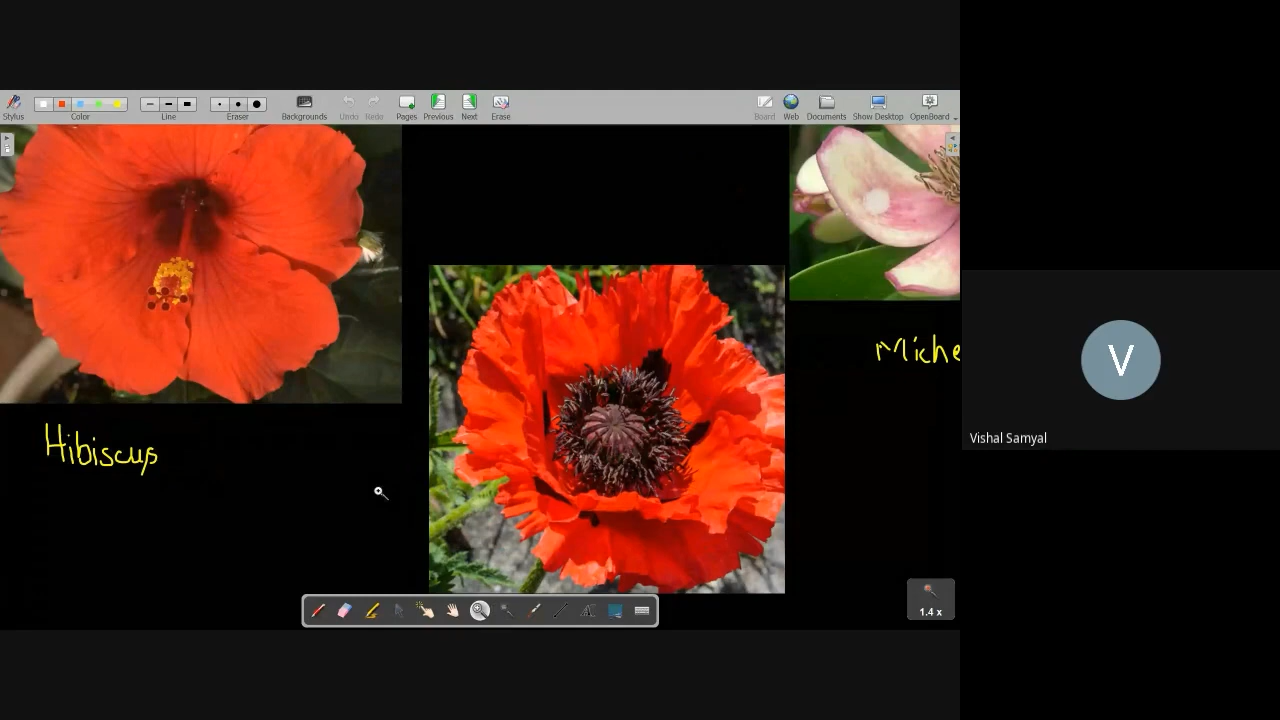 Stylus Color Line Eraser Backgrounds Undo Redo Pages Previous Next Erase Board Web Documents Show Desktop OpenBoard
Miche
Hibiscus
1.4 x
V
Vishal Samyal